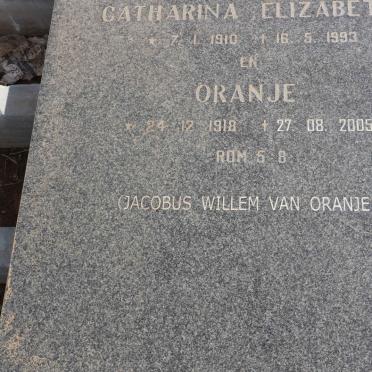 CATHARINA ELIZABET
* 7. 1. 1910 † 16. 5. 1993
EN
ORANJE
* 24. 12. 1918 † 27. 08. 2005
ROM 5 8
(JACOBUS WILLEM VAN ORANJE